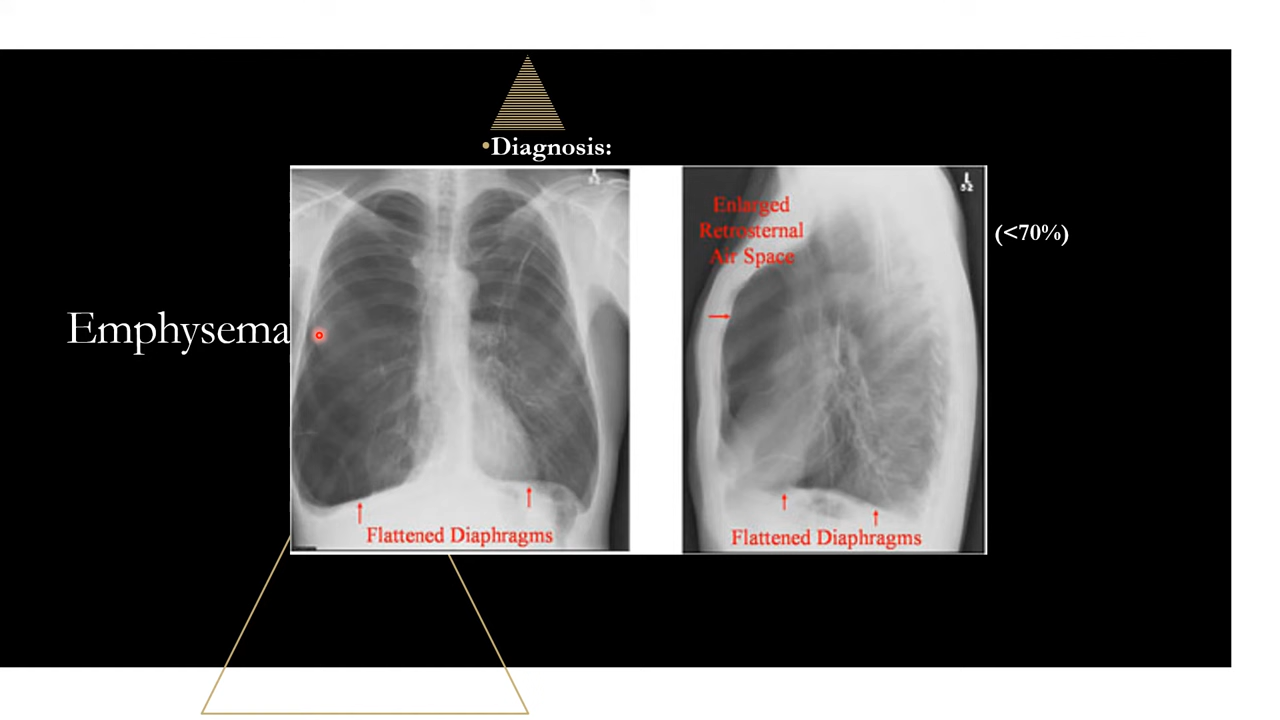 •Diagnosis:
Enlarged
Retrosternal
Air Space
(<70%)
Emphysema
Flattened Diaphragms
Flattened Diaphragms